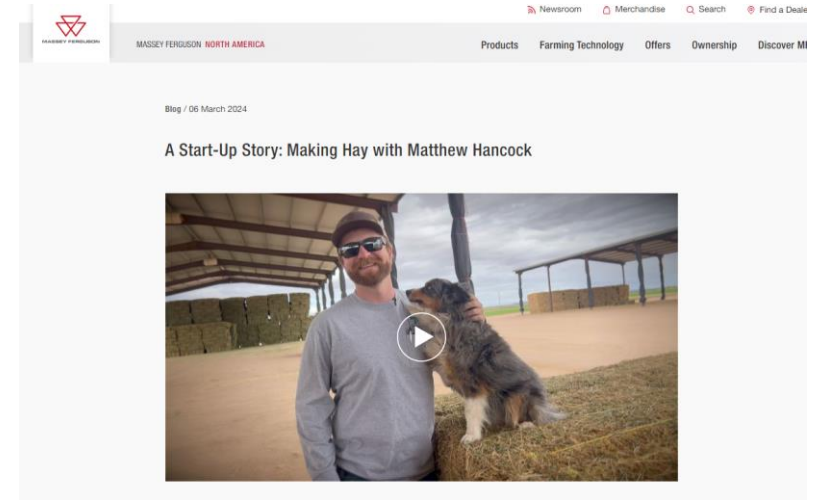 Newsroom Merchandise Search Find a Deale
MASSEY FERGUSON
MASSEY FERGUSON NORTH AMERICA
Products Farming Technology Offers Ownership Discover M
Blog / 06 March 2024
A Start-Up Story: Making Hay with Matthew Hancock